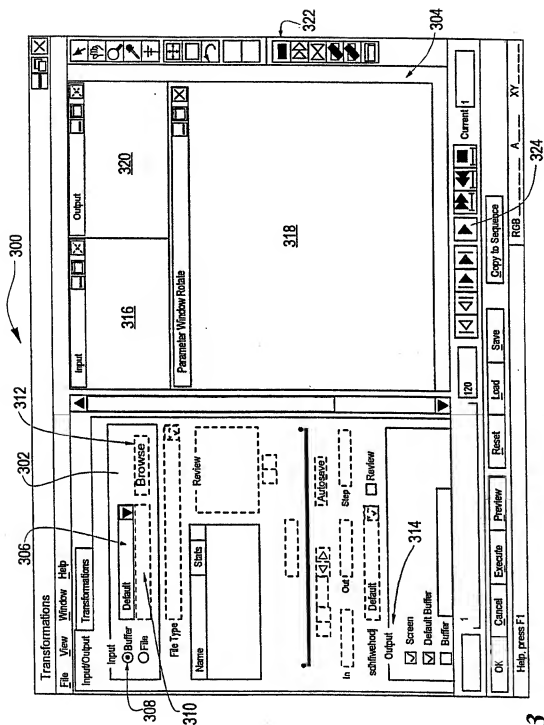 300
Transformations
File View Window Help
Input/Output Transformations
306
302
312
Input
Buffer Default
File Browse
308
310
File Type
Name Stats
Review
In Out Step
Autosave
schfiwehodj Default Review
314
Output
Screen
Default Buffer
Buffer
Input
316
Output
320
Parameter Window Rotate
318
322
304
1 120 Current 1
324
OK Cancel Execute Preview Reset Load Save Copy to Sequence
Help, press F1 RGB A XY
3